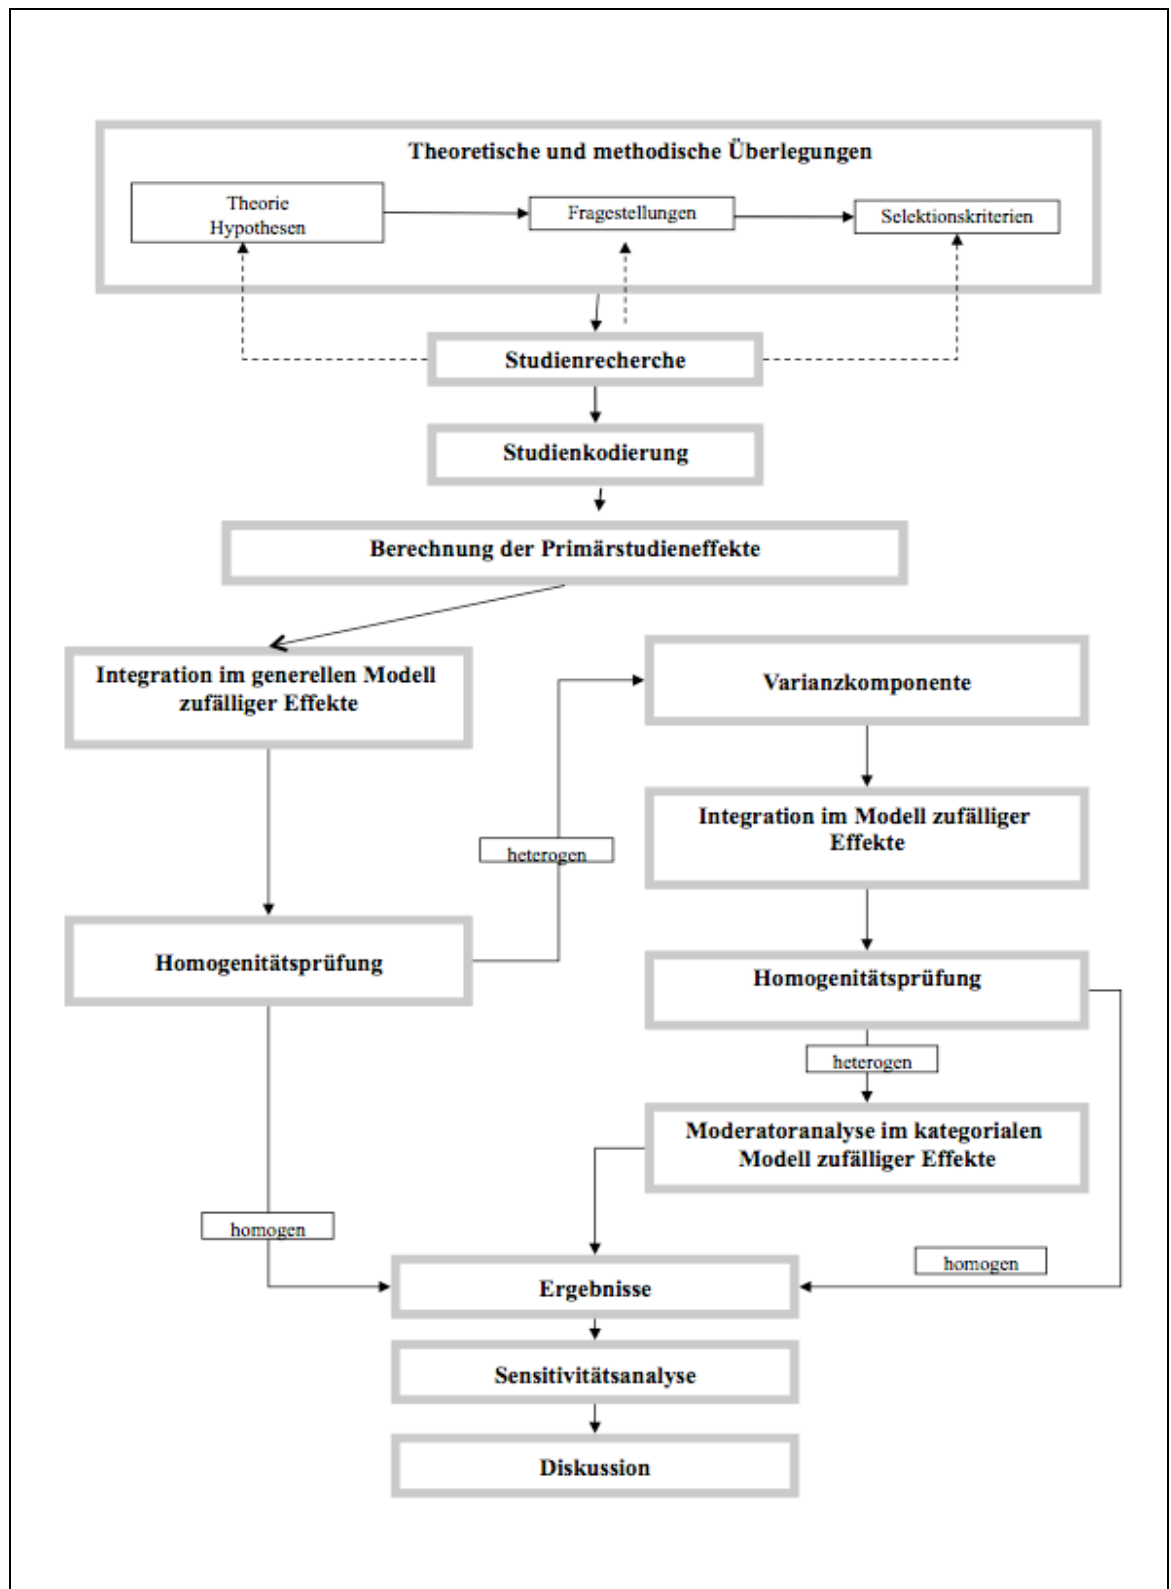 Theoretische und methodische Überlegungen
Theorie
Hypothesen
Fragestellungen
Selektionskriterien
Studienrecherche
Studienkodierung
Berechnung der Primärstudieneffekte
Integration im generellen Modell
zufälliger Effekte
Varianzkomponente
Integration im Modell zufälliger
Effekte
heterogen
Homogenitätsprüfung
Homogenitätsprüfung
heterogen
Moderatoranalyse im kategorialen
Modell zufälliger Effekte
homogen
homogen
Ergebnisse
Sensitivitätsanalyse
Diskussion